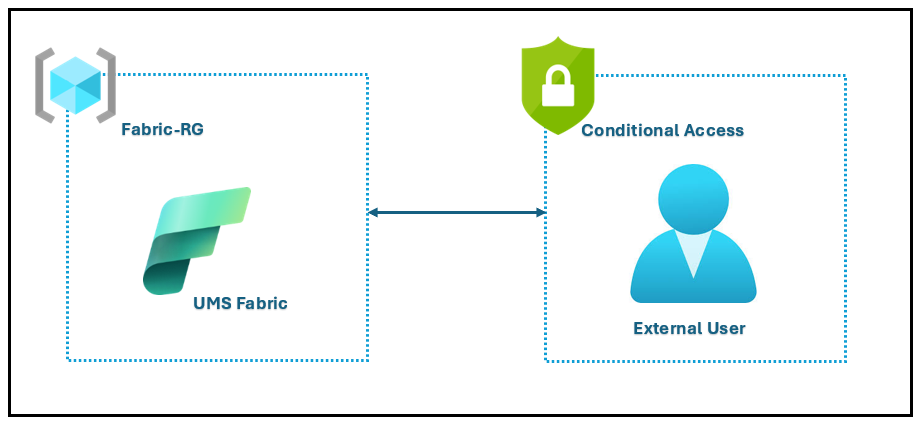 Fabric-RG
UMS Fabric
Conditional Access
External User